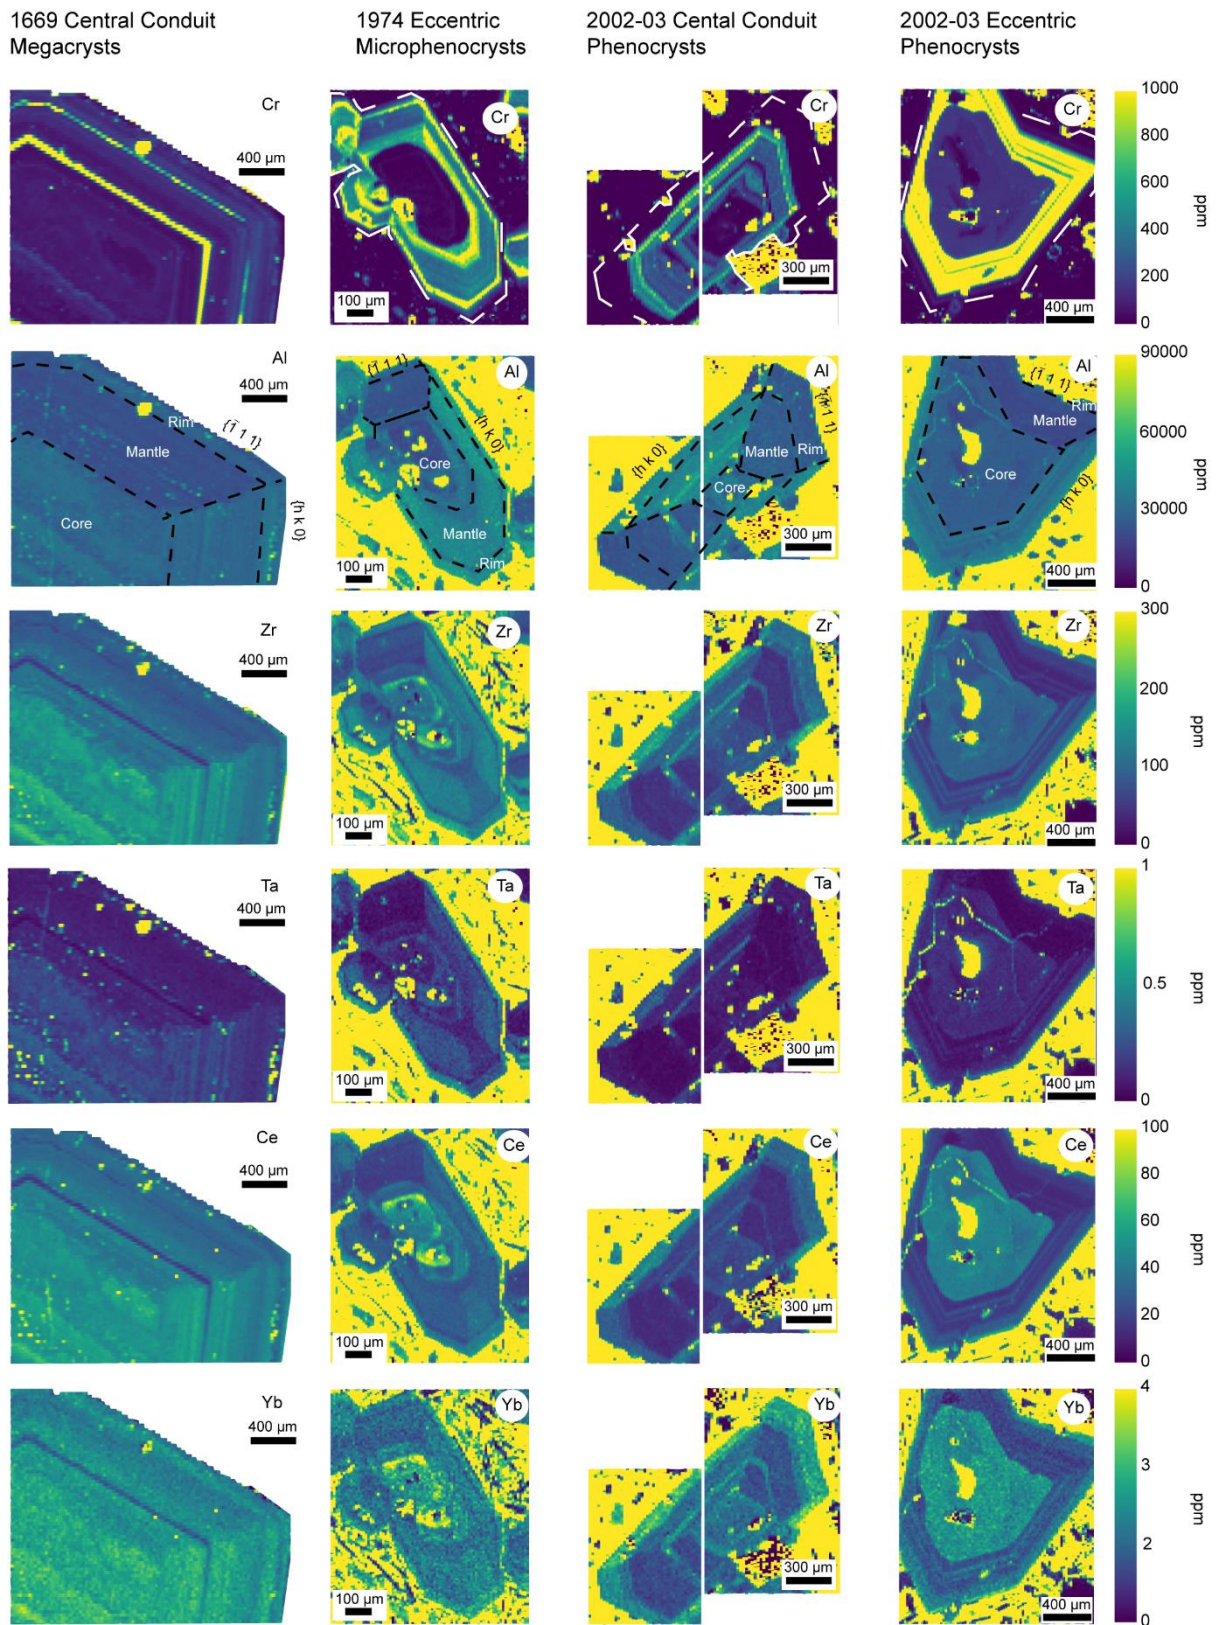 1669 Central Conduit
Megacrysts
1974 Eccentric
Microphenocrysts
2002-03 Cental Conduit
Phenocrysts
2002-03 Eccentric
Phenocrysts
Cr
400 µm
Cr
100 µm
Cr
300 µm
Cr
400 µm
1000
800
600
400
200
0
ppm
Al
400 µm
Rim
{1̄ 1 1}
Mantle
Core
{h k 0}
Al
{1̄ 1 1}
{h k 0}
Core
Mantle
Rim
100 µm
Al
{1̄ 1 1}
{h k 0}
Mantle
Rim
Core
300 µm
Al
{1̄ 1 1}
Rim
Mantle
Core
{h k 0}
400 µm
90000
60000
30000
0
ppm
Zr
400 µm
Zr
100 µm
Zr
300 µm
Zr
400 µm
300
200
100
0
ppm
Ta
400 µm
Ta
100 µm
Ta
300 µm
Ta
400 µm
1
0.5
0
ppm
Ce
400 µm
Ce
100 µm
Ce
300 µm
Ce
400 µm
100
80
60
40
20
0
ppm
Yb
400 µm
Yb
100 µm
Yb
300 µm
Yb
400 µm
4
2
0
ppm